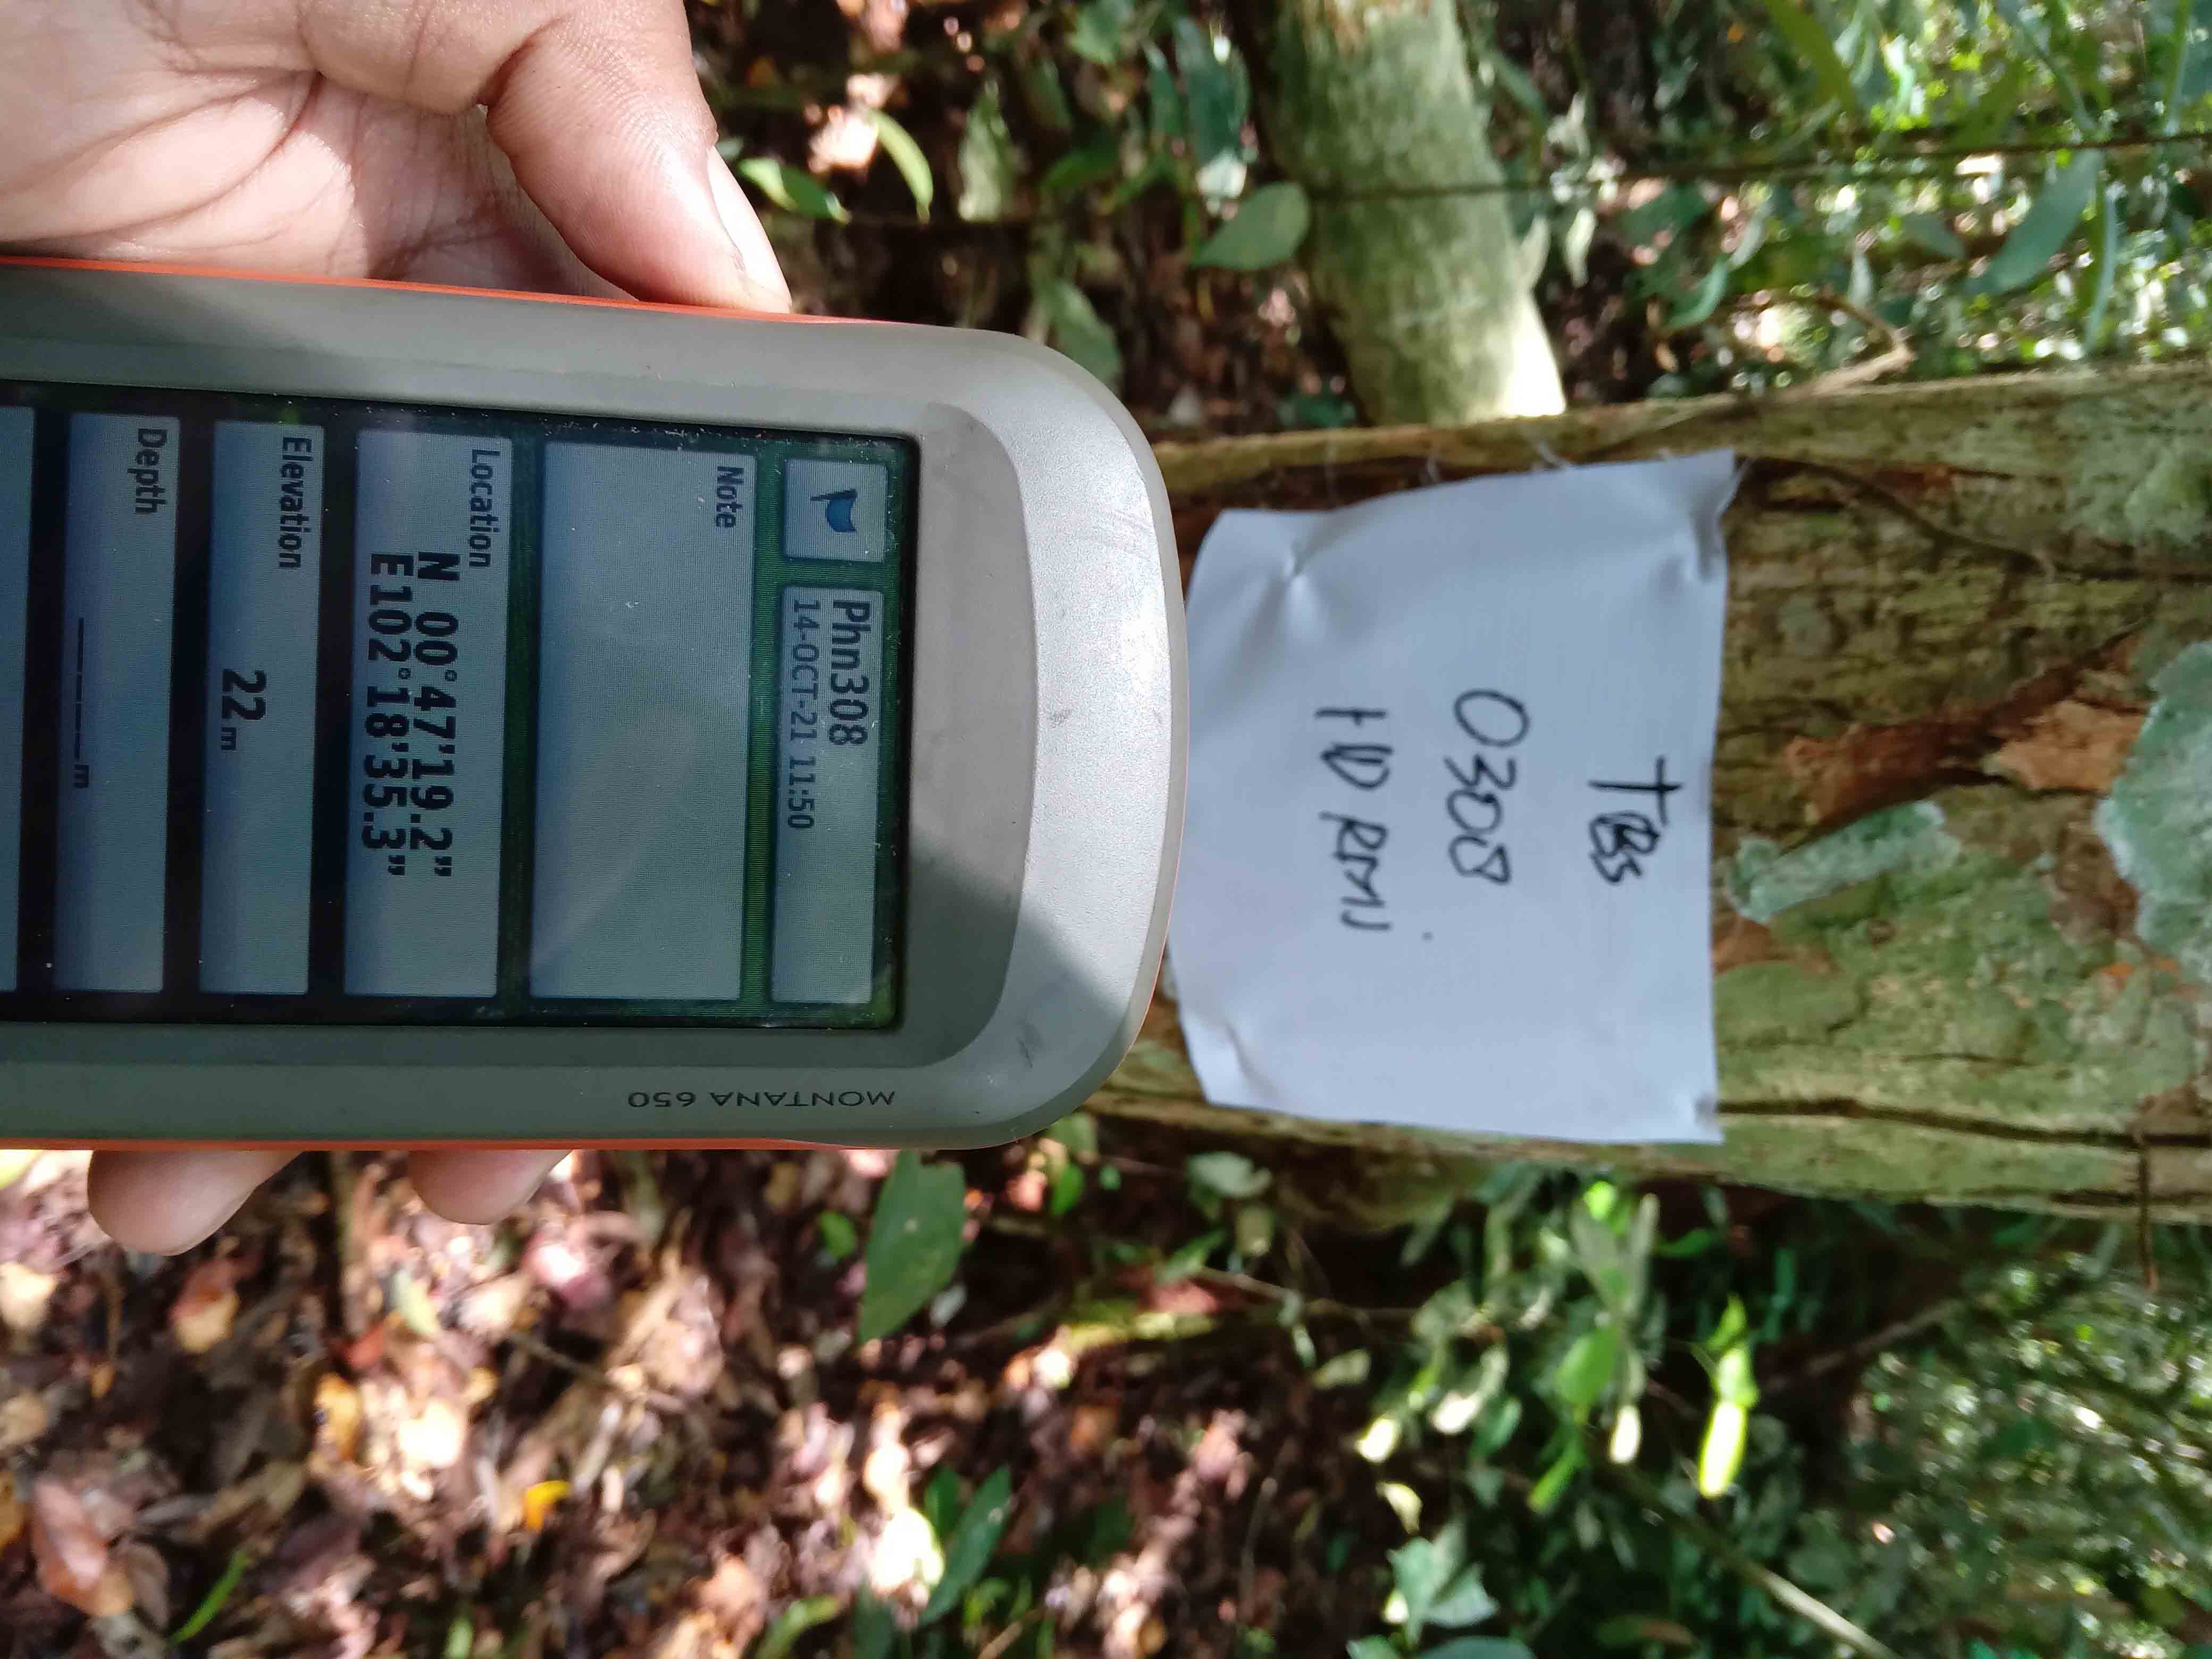 TBS
0308
HD RMJ
MONTANA 650
Phn308
14-OCT-21 11:50
Note
Location
N 00°47'19.2"
E102°18'35.3"
Elevation
22m
Depth
_____m